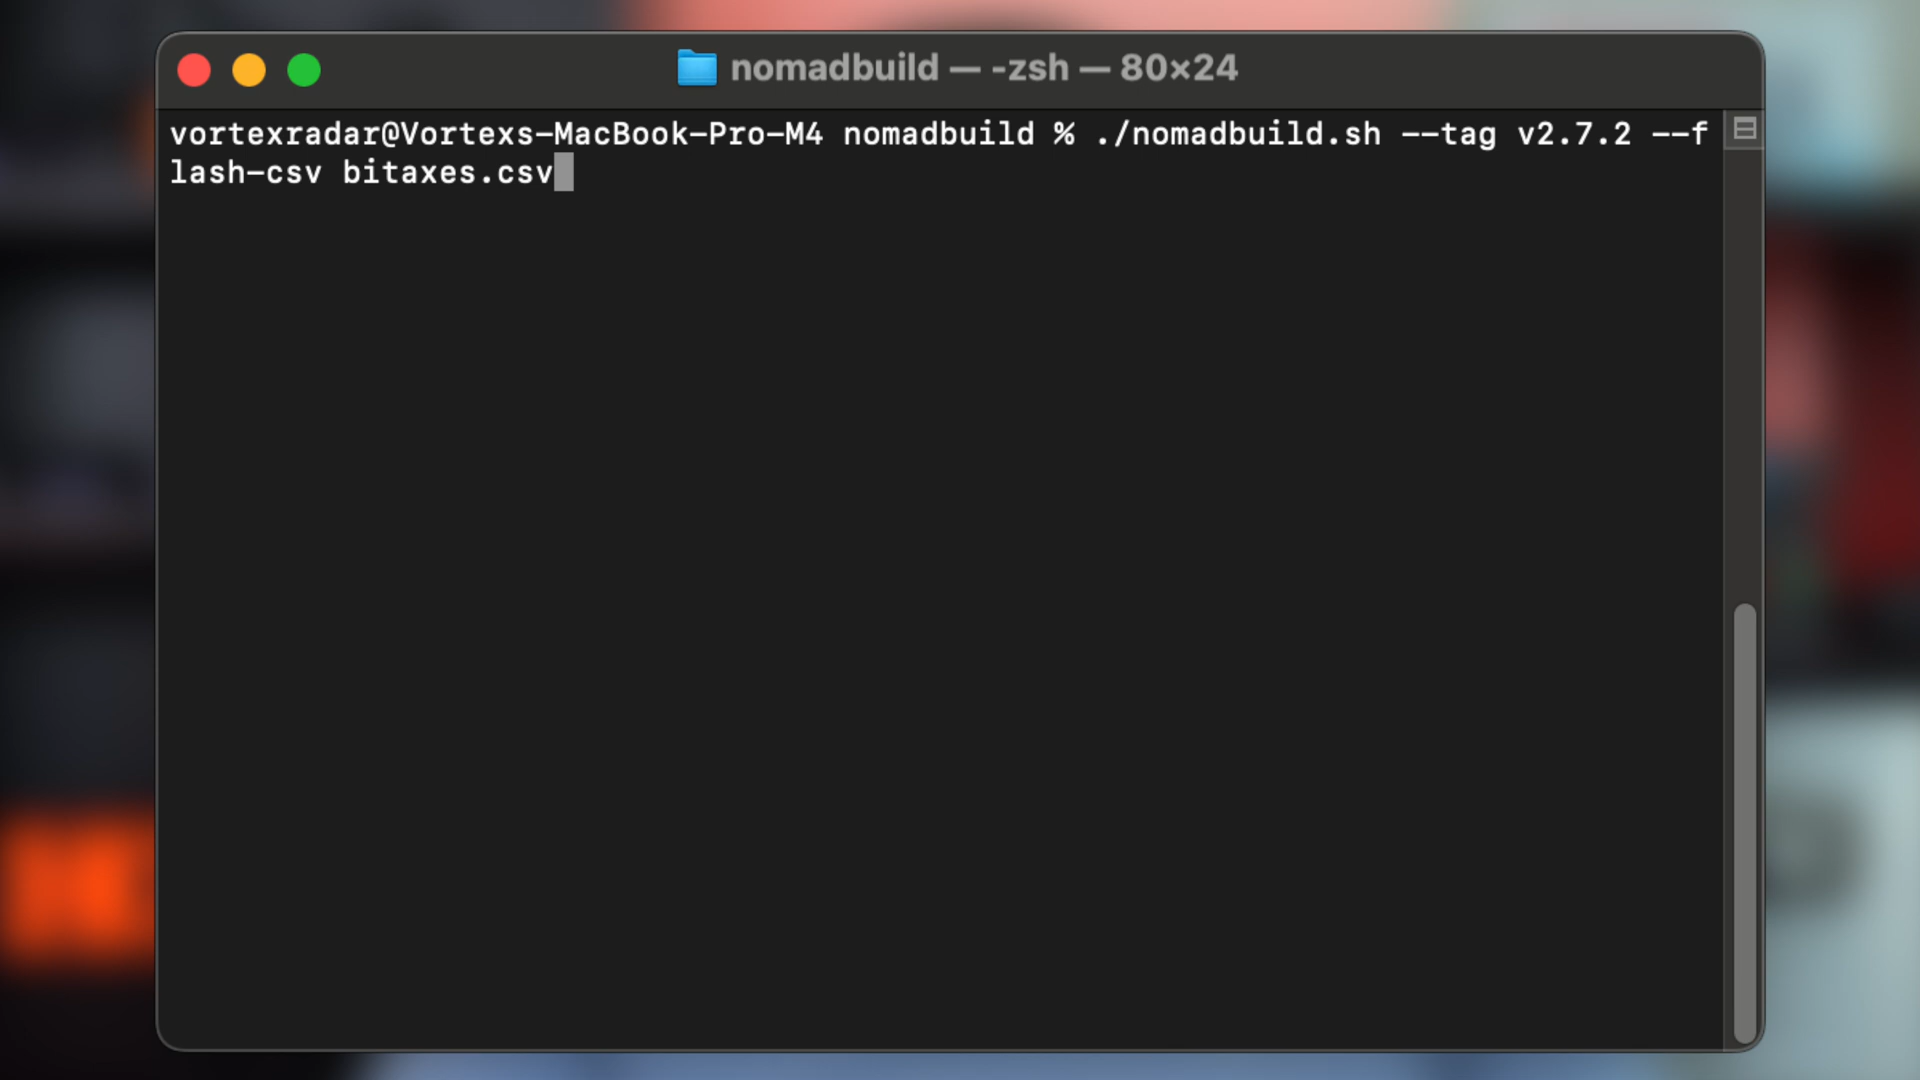 nomadbuild — -zsh — 80×24
vortexradar@Vortexs-MacBook-Pro-M4 nomadbuild % ./nomadbuild.sh --tag v2.7.2 --f
lash-csv bitaxes.csv